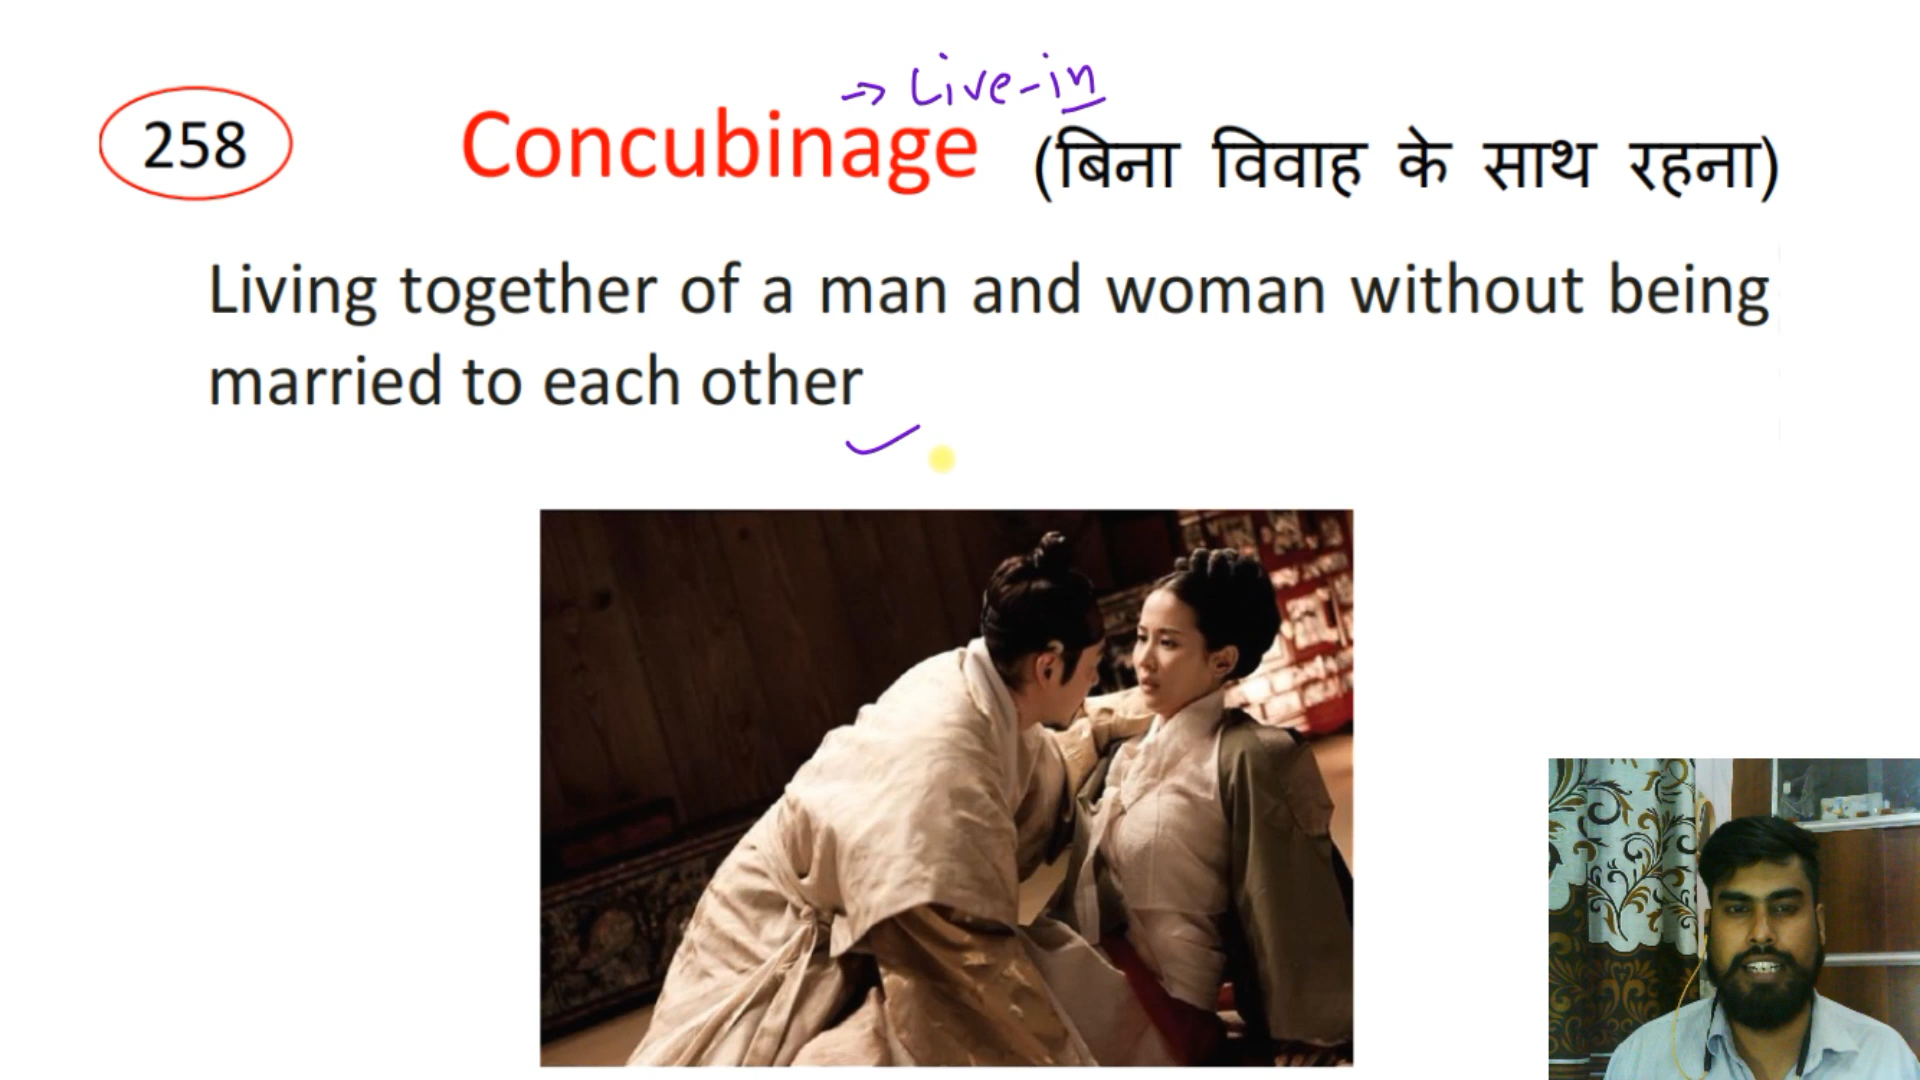 → Live-in
258 Concubinage (बिना विवाह के साथ रहना)
Living together of a man and woman without being
married to each other